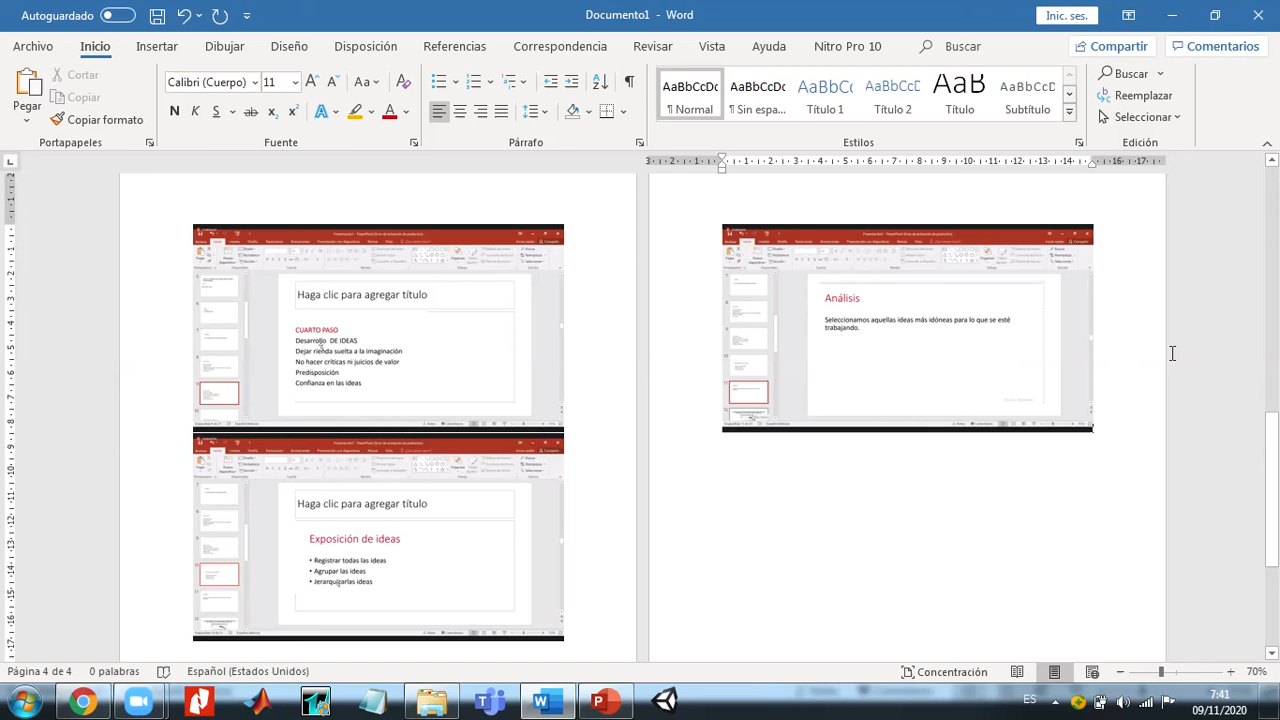 Autoguardado
Documento1 - Word
Inic. ses.
Archivo Inicio Insertar Dibujar Diseño Disposición Referencias Correspondencia Revisar Vista Ayuda Nitro Pro 10 Buscar
Compartir Comentarios
Pegar
Cortar
Copiar
Copiar formato
Portapapeles
Calibri (Cuerpo) 11
Fuente
Párrafo
AaBbCcDc AaBbCcDc AaBbCc AaBbCcD AaB AaBbCcD
¶ Normal ¶ Sin espa... Título 1 Título 2 Título Subtítulo
Estilos
Buscar
Reemplazar
Seleccionar
Edición
Haga clic para agregar título
CUARTO PASO
Desarrollo DE IDEAS
Dejar rienda suelta a la imaginación
No hacer críticas ni juicios de valor
Predisposición
Confianza en las ideas
Haga clic para agregar título
Exposición de ideas
• Registrar todas las ideas
• Agrupar las ideas
• Jerarquizarlas ideas
Análisis
Seleccionamos aquellas ideas más idóneas para lo que se esté
trabajando.
Página 4 de 4 0 palabras Español (Estados Unidos)
Concentración 70%
ES 7:41
09/11/2020